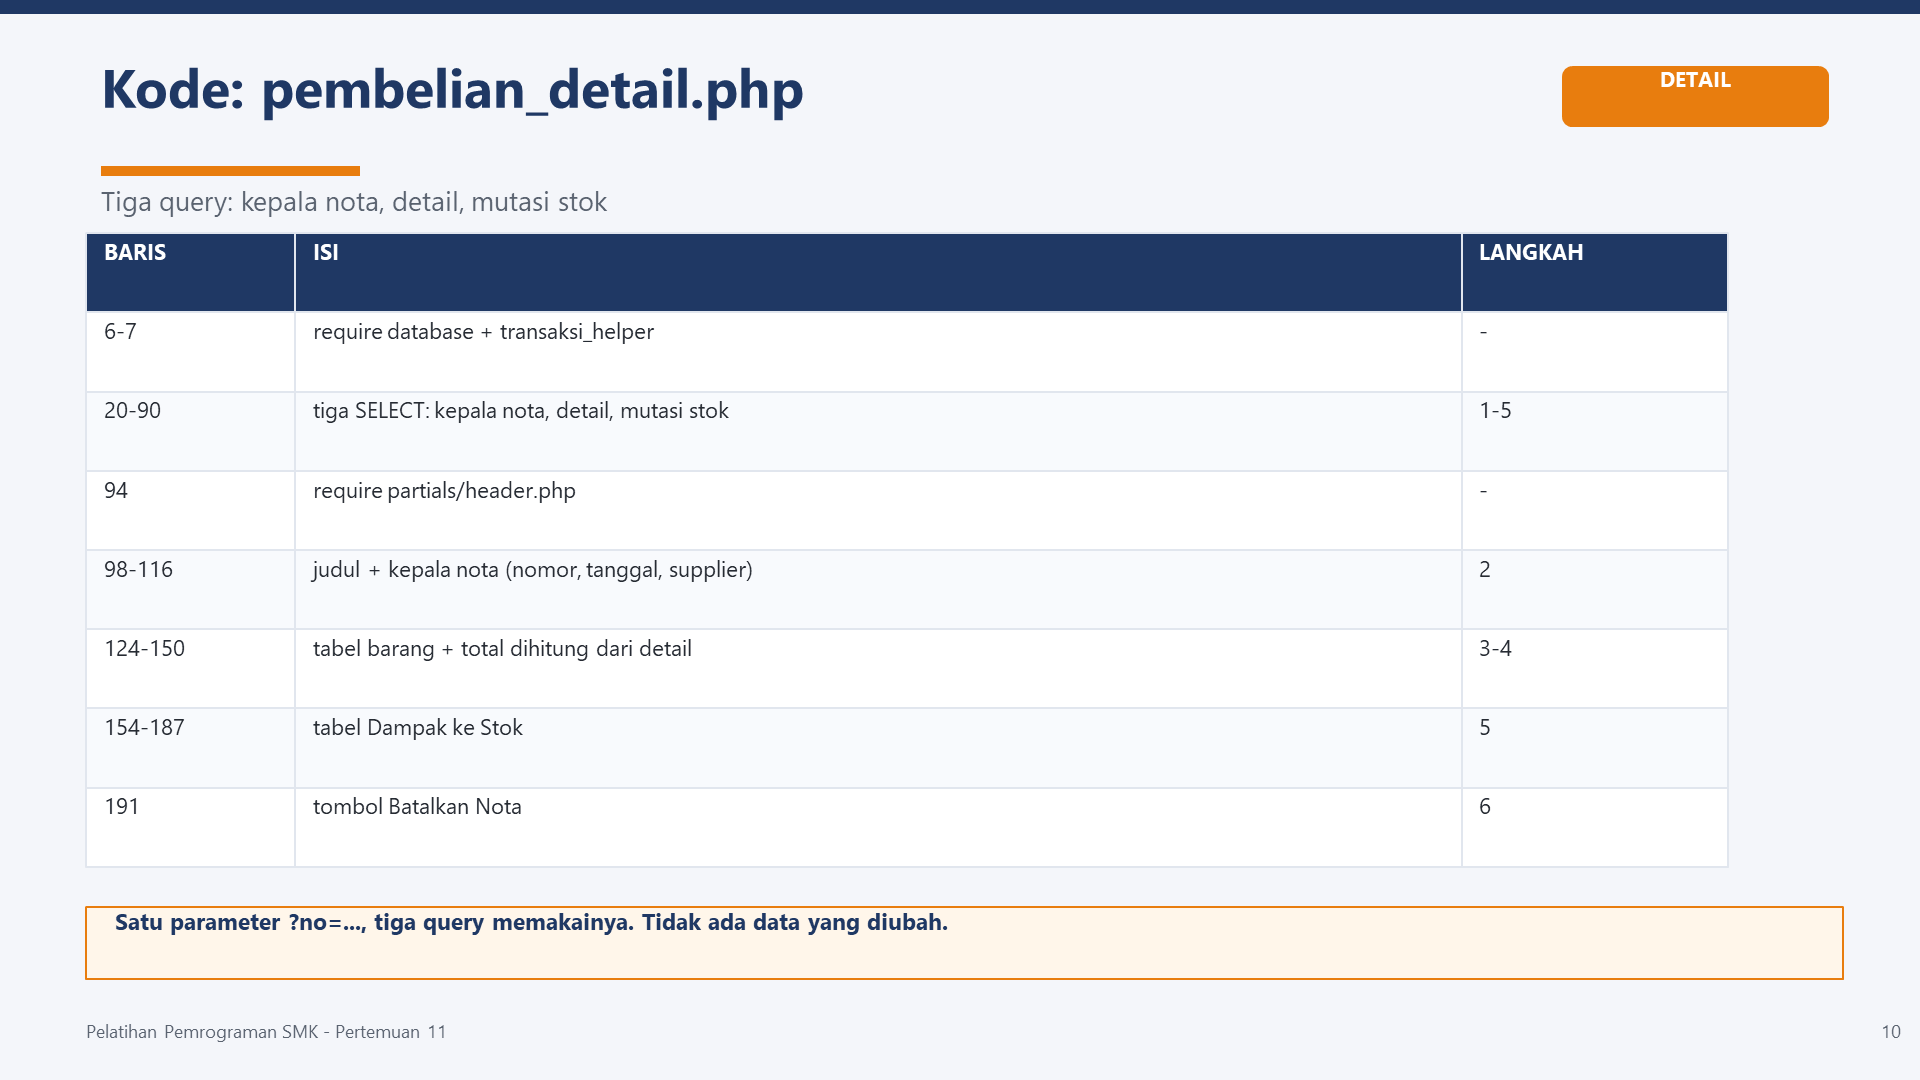 Kode: pembelian_detail.php
DETAIL
Tiga query: kepala nota, detail, mutasi stok
BARIS ISI LANGKAH
6-7 require database + transaksi_helper -
20-90 tiga SELECT: kepala nota, detail, mutasi stok 1-5
94 require partials/header.php -
98-116 judul + kepala nota (nomor, tanggal, supplier) 2
124-150 tabel barang + total dihitung dari detail 3-4
154-187 tabel Dampak ke Stok 5
191 tombol Batalkan Nota 6
Satu parameter ?no=..., tiga query memakainya. Tidak ada data yang diubah.
Pelatihan Pemrograman SMK - Pertemuan 11
10